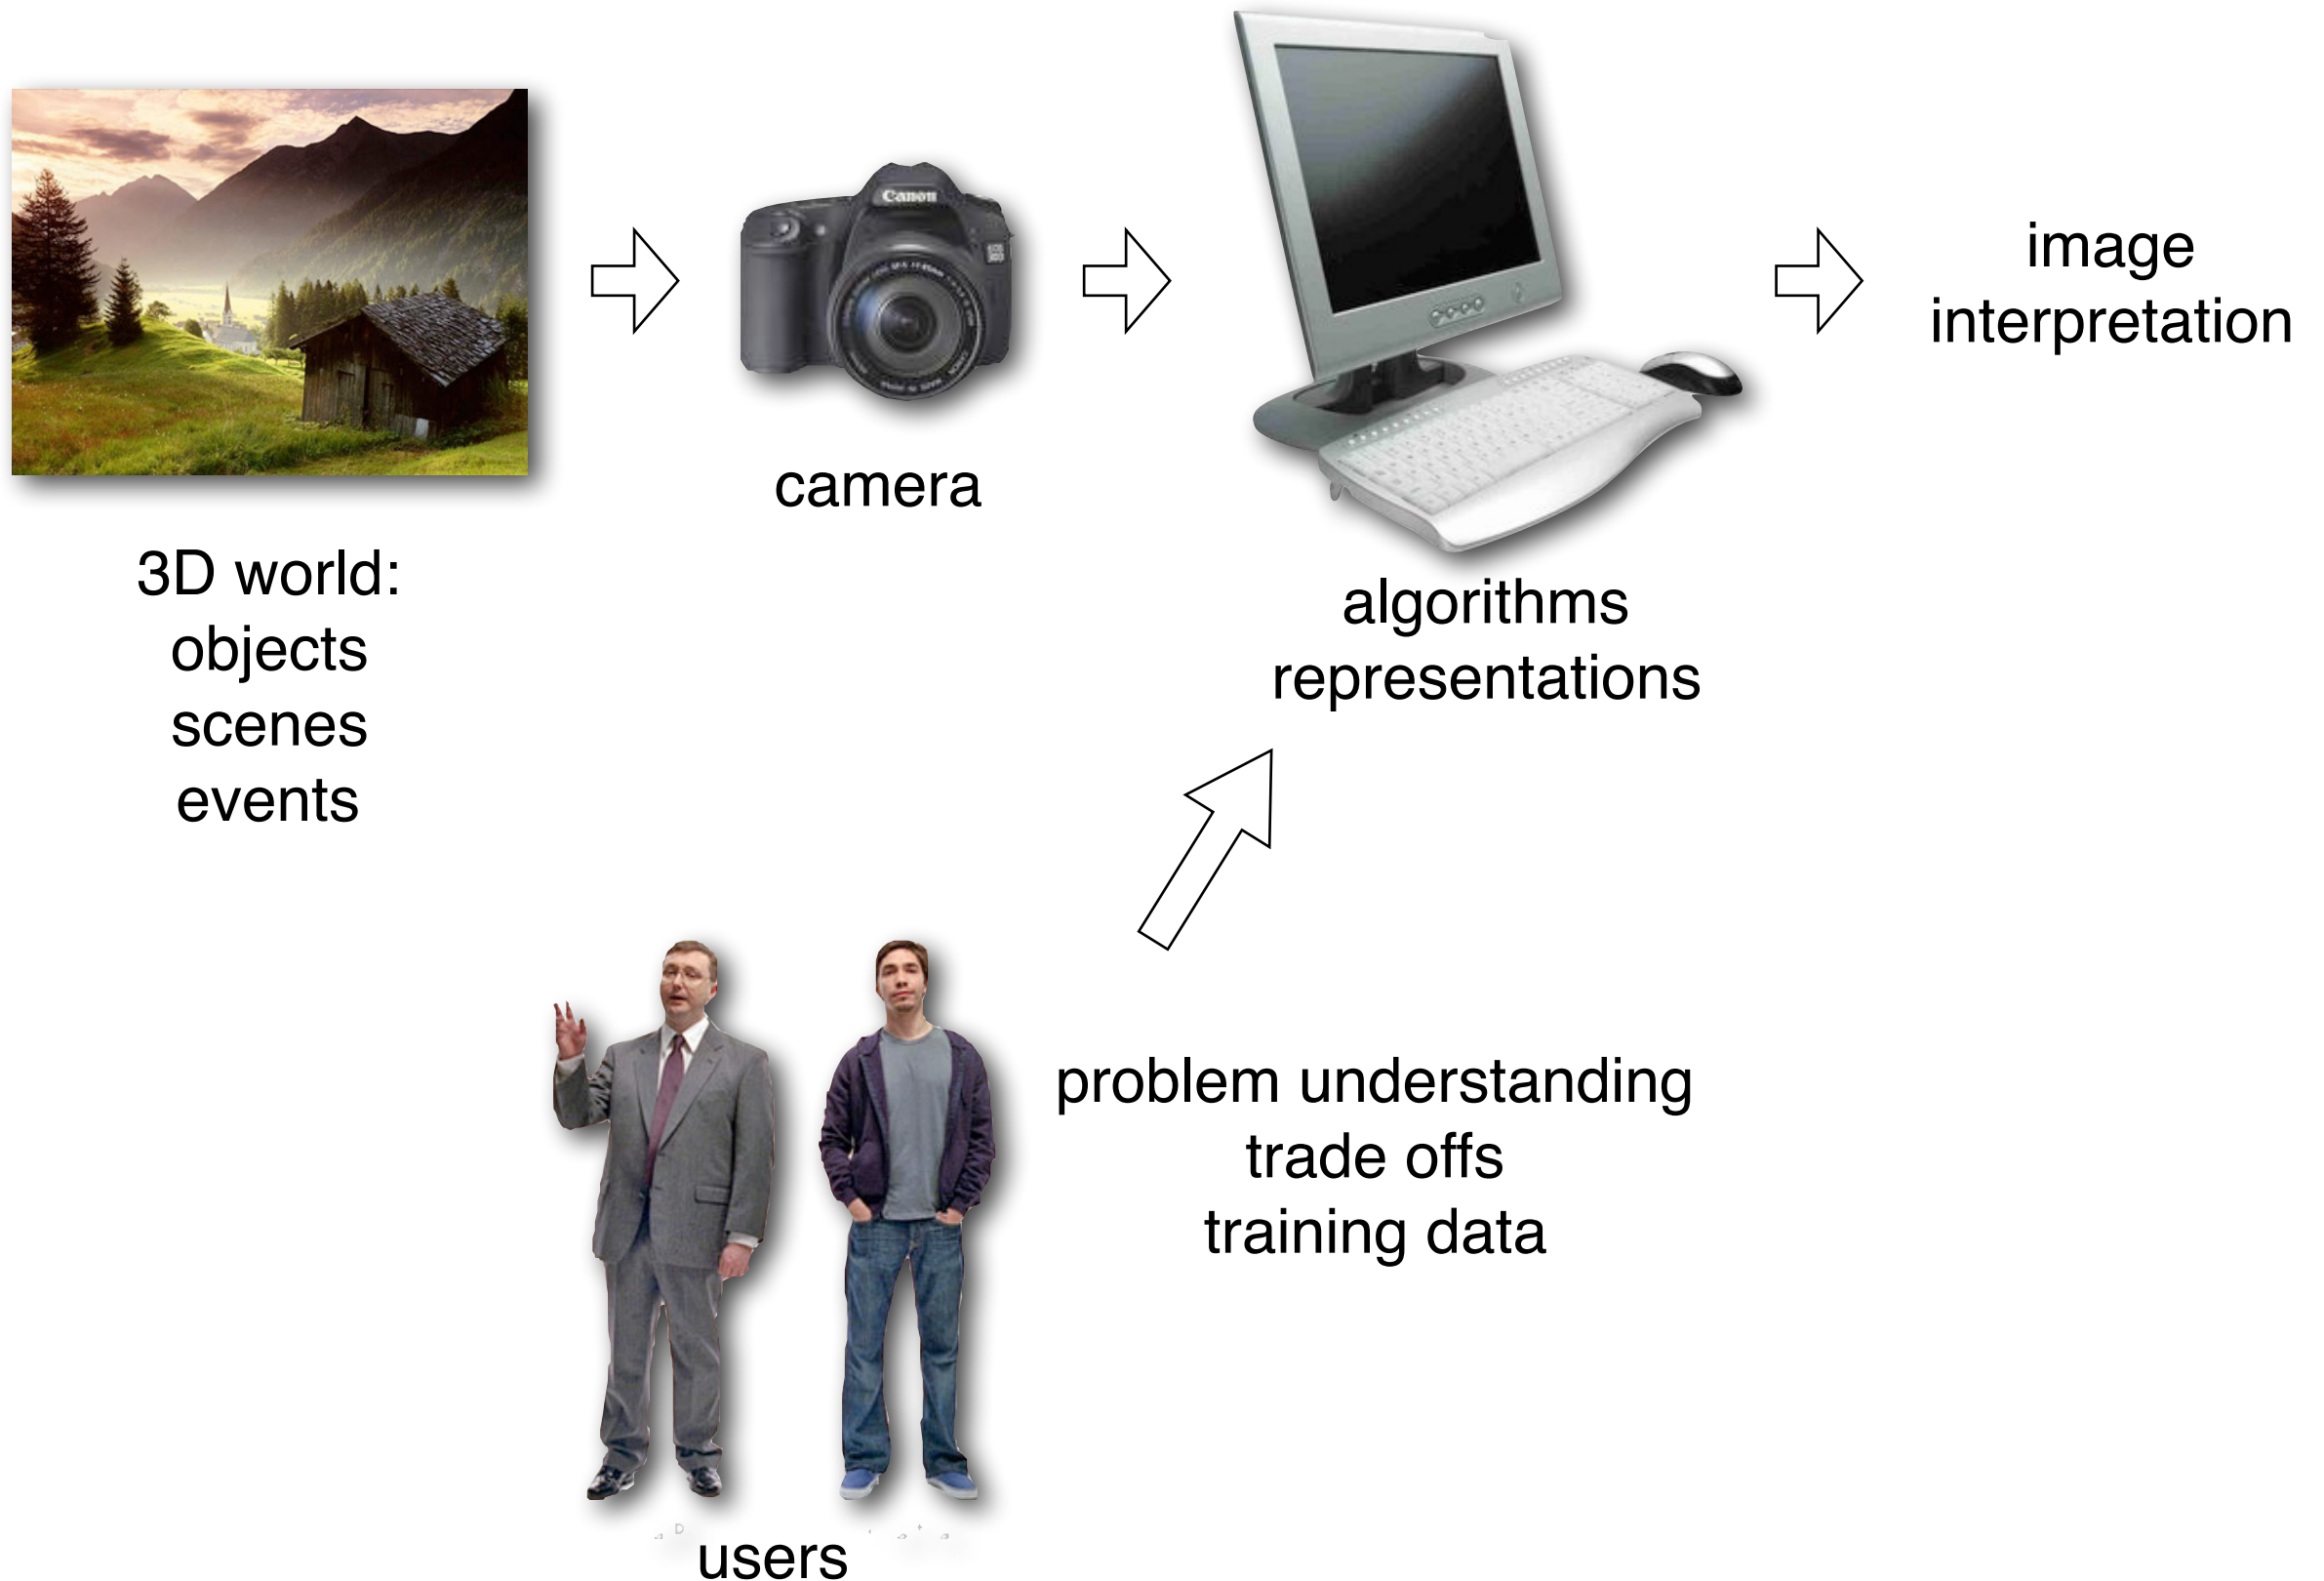 Canon
camera
3D world:
objects
scenes
events
algorithms
representations
image
interpretation
problem understanding
trade offs
training data
users